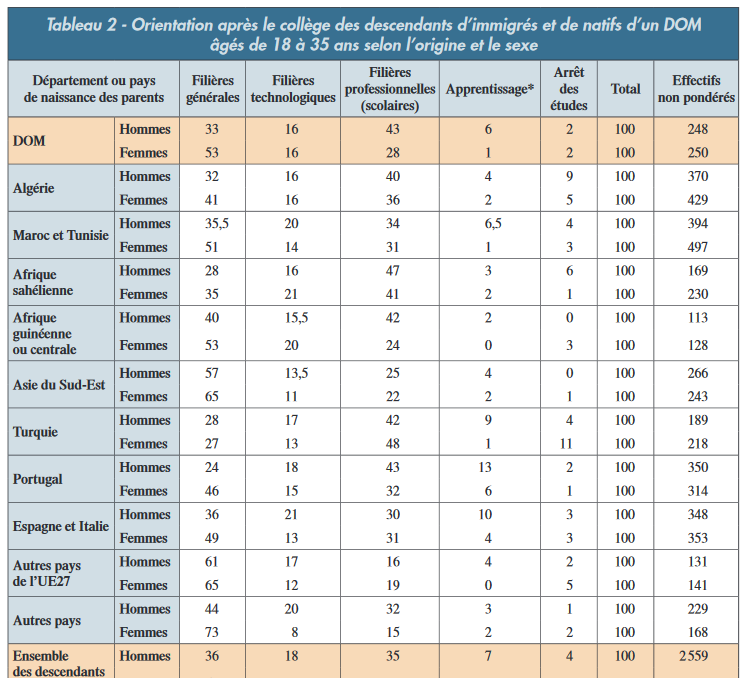 Tableau 2 - Orientation après le collège des descendants d’immigrés et de natifs d’un DOM
âgés de 18 à 35 ans selon l’origine et le sexe
Département ou pays
de naissance des parents
Filières
générales
Filières
technologiques
Filières
professionnelles
(scolaires)
Apprentissage*
Arrêt
des
études
Total
Effectifs
non pondérés
DOM
Hommes 33 16 43 6 2 100 248
Femmes 53 16 28 1 2 100 250
Algérie
Hommes 32 16 40 4 9 100 370
Femmes 41 16 36 2 5 100 429
Maroc et Tunisie
Hommes 35,5 20 34 6,5 4 100 394
Femmes 51 14 31 1 3 100 497
Afrique
sahélienne
Hommes 28 16 47 3 6 100 169
Femmes 35 21 41 2 1 100 230
Afrique
guinéenne
ou centrale
Hommes 40 15,5 42 2 0 100 113
Femmes 53 20 24 0 3 100 128
Asie du Sud-Est
Hommes 57 13,5 25 4 0 100 266
Femmes 65 11 22 2 1 100 243
Turquie
Hommes 28 17 42 9 4 100 189
Femmes 27 13 48 1 11 100 218
Portugal
Hommes 24 18 43 13 2 100 350
Femmes 46 15 32 6 1 100 314
Espagne et Italie
Hommes 36 21 30 10 3 100 348
Femmes 49 13 31 4 3 100 353
Autres pays
de l’UE27
Hommes 61 17 16 4 2 100 131
Femmes 65 12 19 0 5 100 141
Autres pays
Hommes 44 20 32 3 1 100 229
Femmes 73 8 15 2 2 100 168
Ensemble
des descendants
Hommes 36 18 35 7 4 100 2 559